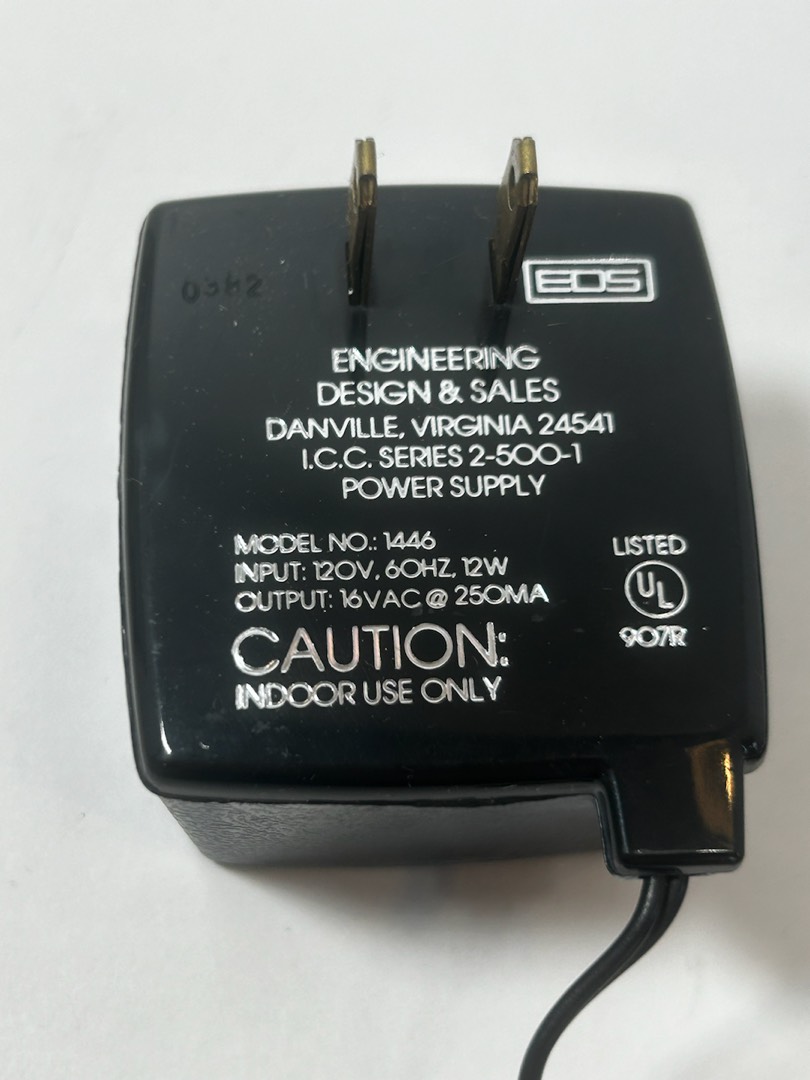 EDS
ENGINEERING
DESIGN & SALES
DANVILLE, VIRGINIA 24541
I.C.C. SERIES 2-500-1
POWER SUPPLY
MODEL NO.: 1446
INPUT: 120V, 60HZ, 12W
OUTPUT: 16VAC @ 250MA
CAUTION:
INDOOR USE ONLY
LISTED
UL
907R